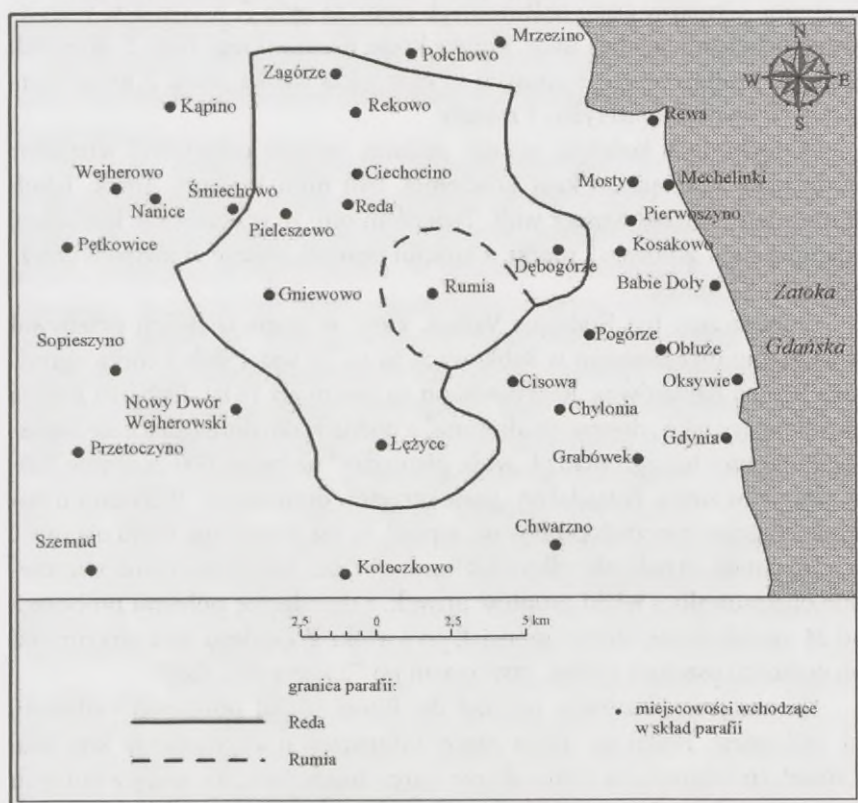 Mrzezino
Połchowo
N
W E
S
Zagórze
Kąpino
Rekowo
Rewa
Wejherowo
Ciechocino
Mosty
Mechelinki
Śmiechowo
Nanice
Reda
Pieleszewo
Pierwoszyno
Pętkowice
Dębogórze
Kosakowo
Gniewowo
Rumia
Babie Doły
Zatoka
Gdańska
Sopieszyno
Pogórze
Obłuże
Cisowa
Oksywie
Nowy Dwór
Wejherowski
Chylonia
Przetoczyno
Łężyce
Gdynia
Grabówek
Chwarzno
Szemud
Koleczkowo
2,5 0 2,5 5 km
granica parafii:
Reda
Rumia
miejscowości wchodzące
w skład parafii